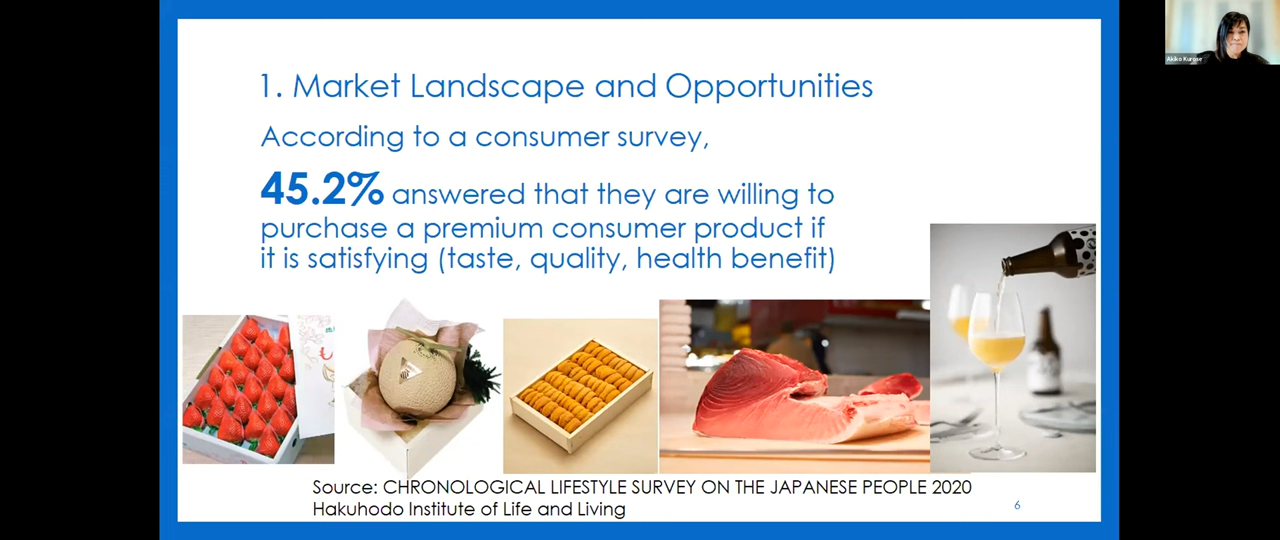 Akiko Kurose
1. Market Landscape and Opportunities
According to a consumer survey,
45.2% answered that they are willing to
purchase a premium consumer product if
it is satisfying (taste, quality, health benefit)
Source: CHRONOLOGICAL LIFESTYLE SURVEY ON THE JAPANESE PEOPLE 2020
Hakuhodo Institute of Life and Living
6